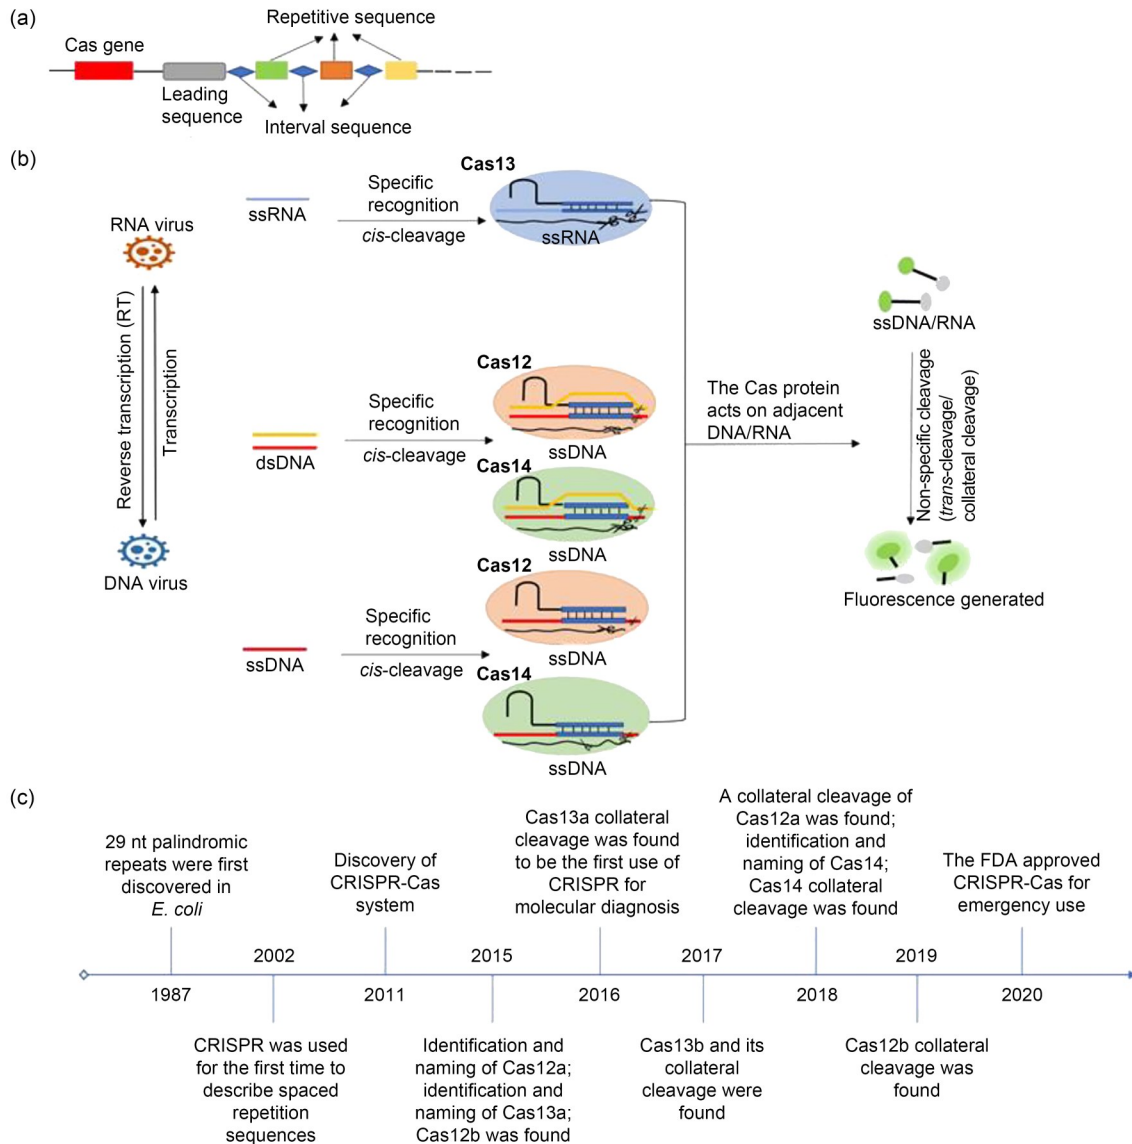 (a)
Repetitive sequence
Cas gene
Leading
sequence
Interval sequence
(b)
Cas13
ssRNA
Specific
recognition
cis-cleavage
ssRNA
RNA virus
Reverse transcription (RT)
Transcription
DNA virus
Cas12
dsDNA
Specific
recognition
cis-cleavage
ssDNA
Cas14
ssDNA
Cas12
ssDNA
Specific
recognition
cis-cleavage
ssDNA
Cas14
ssDNA
The Cas protein
acts on adjacent
DNA/RNA
ssDNA/RNA
Non-specific cleavage
(trans-cleavage/
collateral cleavage)
Fluorescence generated
(c)
29 nt palindromic
repeats were first
discovered in
E. coli
Discovery of
CRISPR-Cas
system
Cas13a collateral
cleavage was found
to be the first use of
CRISPR for
molecular diagnosis
A collateral cleavage of
Cas12a was found;
identification and
naming of Cas14;
Cas14 collateral
cleavage was found
The FDA approved
CRISPR-Cas for
emergency use
2002
2015
2017
2019
1987
2011
2016
2018
2020
CRISPR was used
for the first time to
describe spaced
repetition
sequences
Identification and
naming of Cas12a;
identification and
naming of Cas13a;
Cas12b was found
Cas13b and its
collateral
cleavage were
found
Cas12b collateral
cleavage was
found